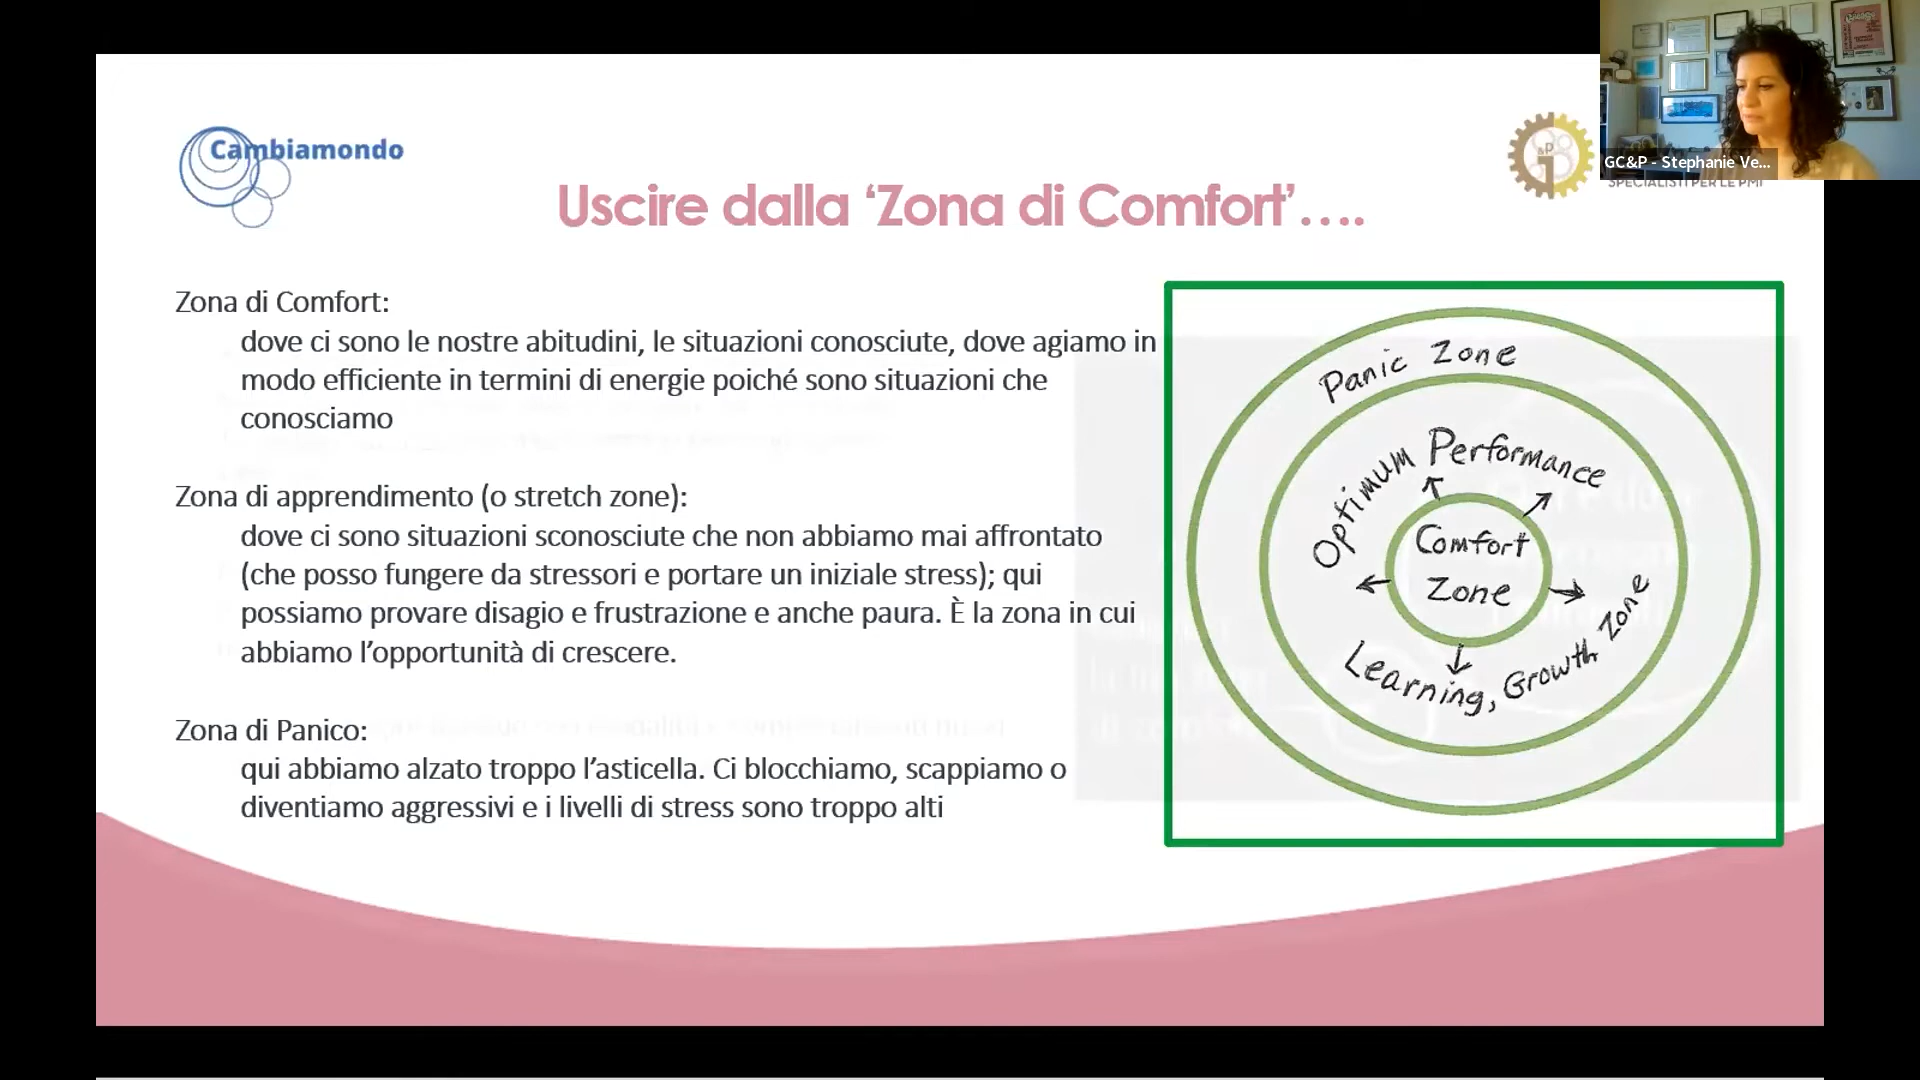 Cambiamondo
GC&P - Stephanie Ve...
SPECIALISTI PER LE PMI
Uscire dalla ‘Zona di Comfort’....
Zona di Comfort:
dove ci sono le nostre abitudini, le situazioni conosciute, dove agiamo in
modo efficiente in termini di energie poiché sono situazioni che
conosciamo
Zona di apprendimento (o stretch zone):
dove ci sono situazioni sconosciute che non abbiamo mai affrontato
(che posso fungere da stressori e portare un iniziale stress); qui
possiamo provare disagio e frustrazione e anche paura. È la zona in cui
abbiamo l’opportunità di crescere.
Zona di Panico:
qui abbiamo alzato troppo l’asticella. Ci blocchiamo, scappiamo o
diventiamo aggressivi e i livelli di stress sono troppo alti
Panic Zone
Optimum Performance
Comfort
Zone
Learning, Growth Zone